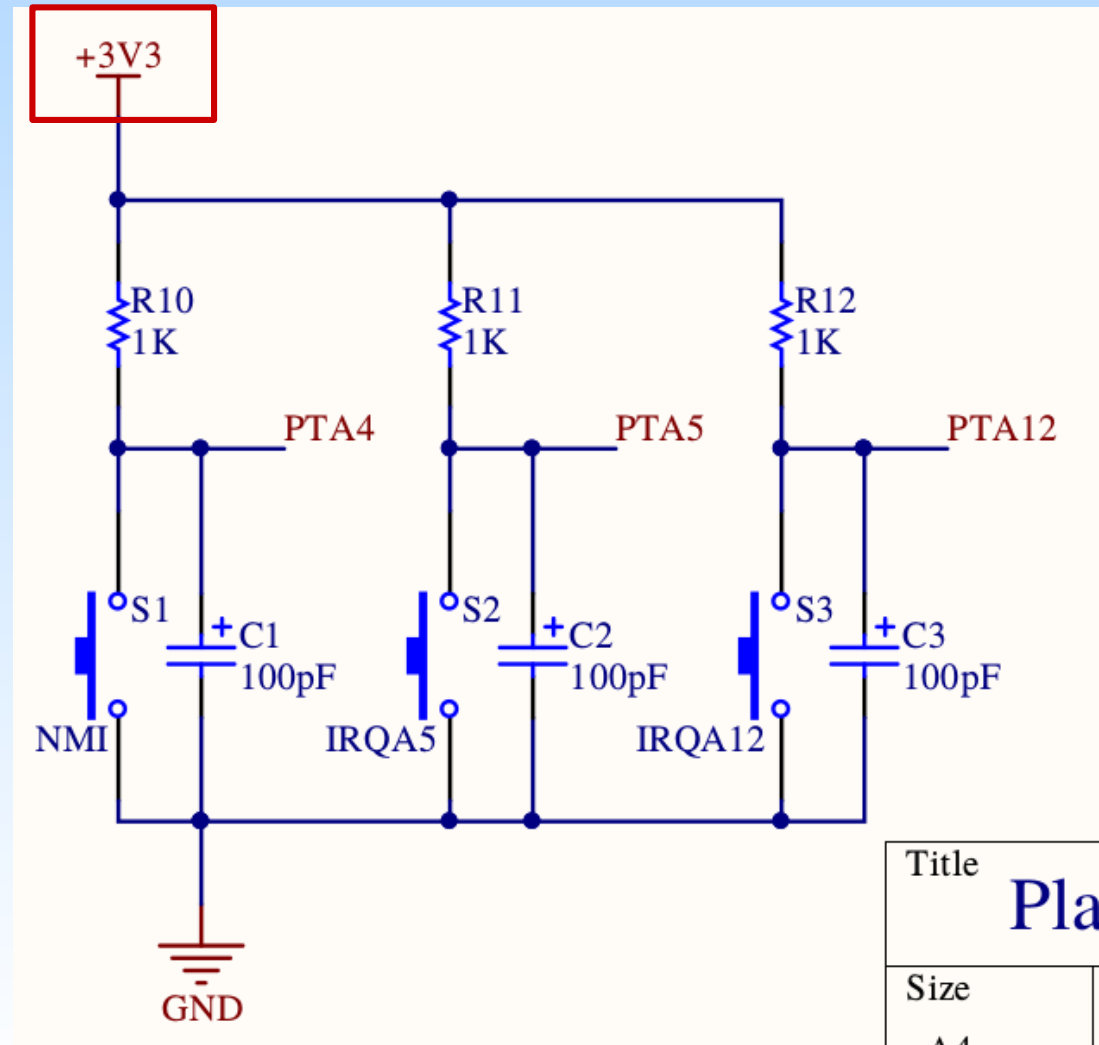 +3V3
R10
1K
R11
1K
R12
1K
PTA4
PTA5
PTA12
S1
C1
100pF
S2
C2
100pF
S3
C3
100pF
NMI
IRQA5
IRQA12
GND
Title
Pla
Size
A4